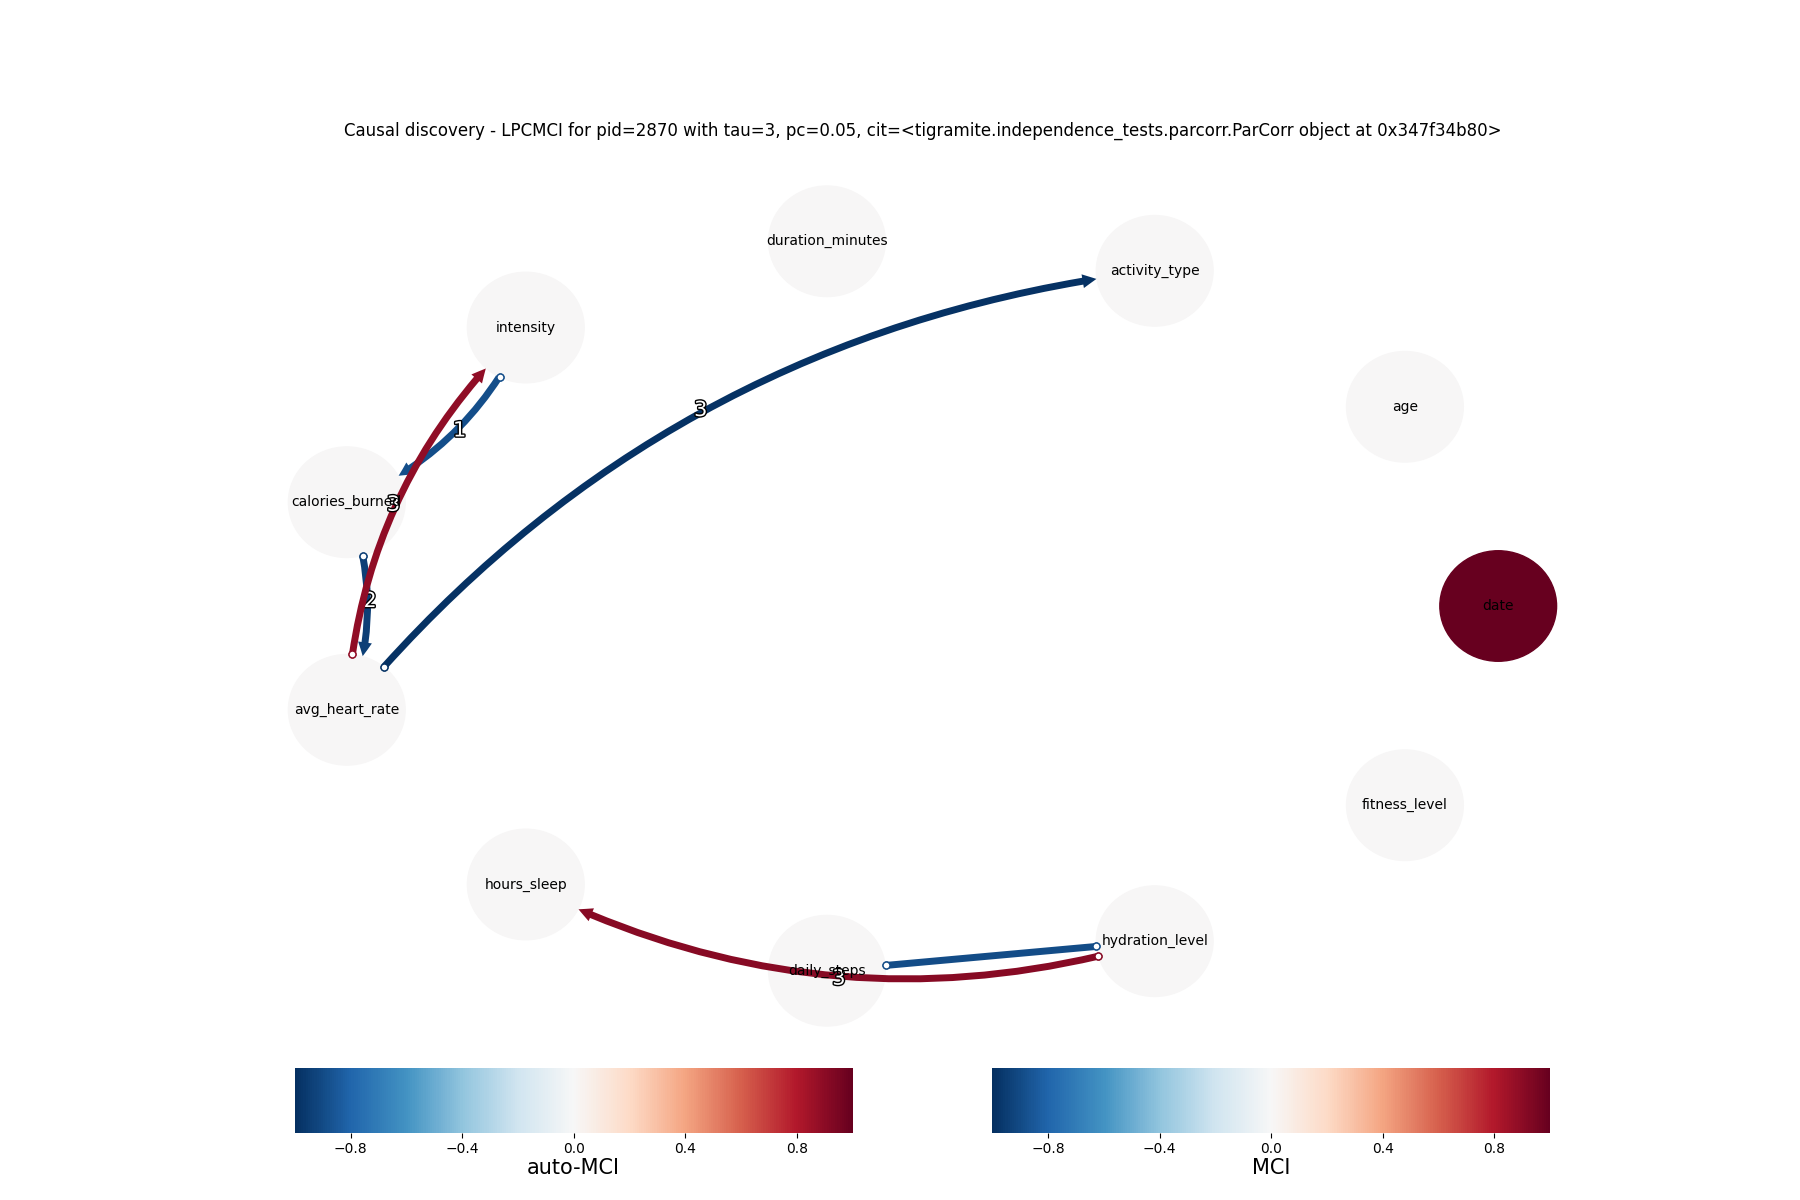 Causal discovery - LPCMCI for pid=2870 with tau=3, pc=0.05, cit=<tigramite.independence_tests.parcorr.ParCorr object at 0x347f34b80>
duration_minutes
activity_type
intensity
age
3
1
calories_burned
3
2
date
avg_heart_rate
fitness_level
hours_sleep
hydration_level
daily_steps
3
−0.8 −0.4 0.0 0.4 0.8
auto-MCI
−0.8 −0.4 0.0 0.4 0.8
MCI